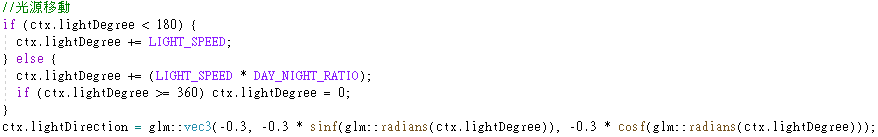 //光源移動
if (ctx.lightDegree < 180) {
  ctx.lightDegree += LIGHT_SPEED;
} else {
  ctx.lightDegree += (LIGHT_SPEED * DAY_NIGHT_RATIO);
  if (ctx.lightDegree >= 360) ctx.lightDegree = 0;
}
ctx.lightDirection = glm::vec3(-0.3, -0.3 * sinf(glm::radians(ctx.lightDegree)), -0.3 * cosf(glm::radians(ctx.lightDegree)));